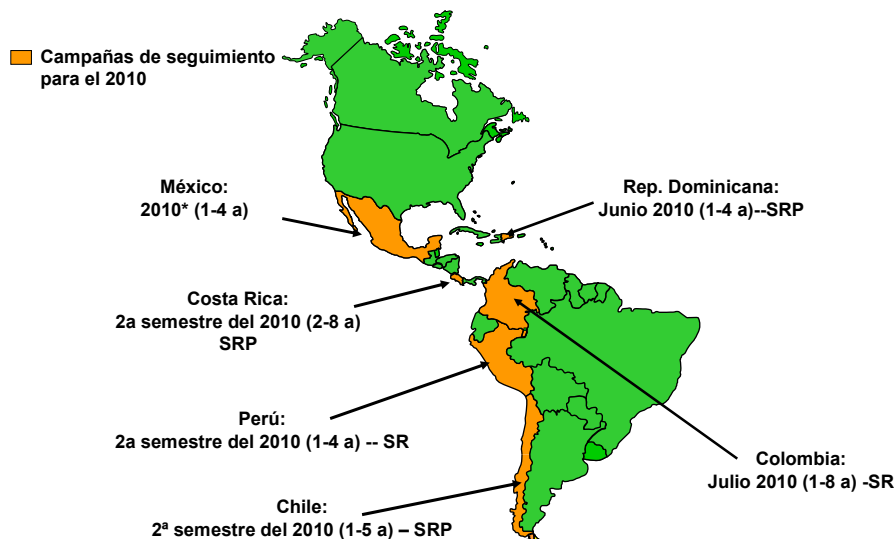 Campañas de seguimiento
para el 2010
México:
2010* (1-4 a)
Rep. Dominicana:
Junio 2010 (1-4 a)--SRP
Costa Rica:
2a semestre del 2010 (2-8 a)
SRP
Perú:
2a semestre del 2010 (1-4 a) -- SR
Colombia:
Julio 2010 (1-8 a) -SR
Chile:
2ª semestre del 2010 (1-5 a) – SRP